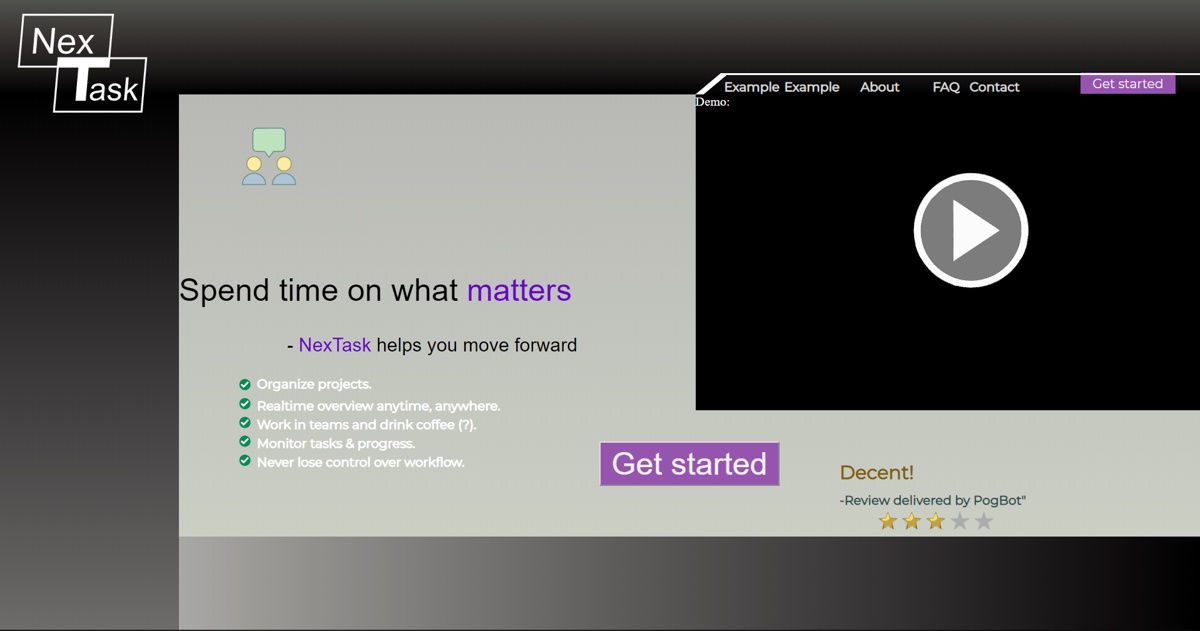 Nex
Task
Example Example About FAQ Contact Get started
Demo:
Spend time on what matters
- NexTask helps you move forward
Organize projects.
Realtime overview anytime, anywhere.
Work in teams and drink coffee (?).
Monitor tasks & progress.
Never lose control over workflow.
Get started
Decent!
-Review delivered by PogBot"